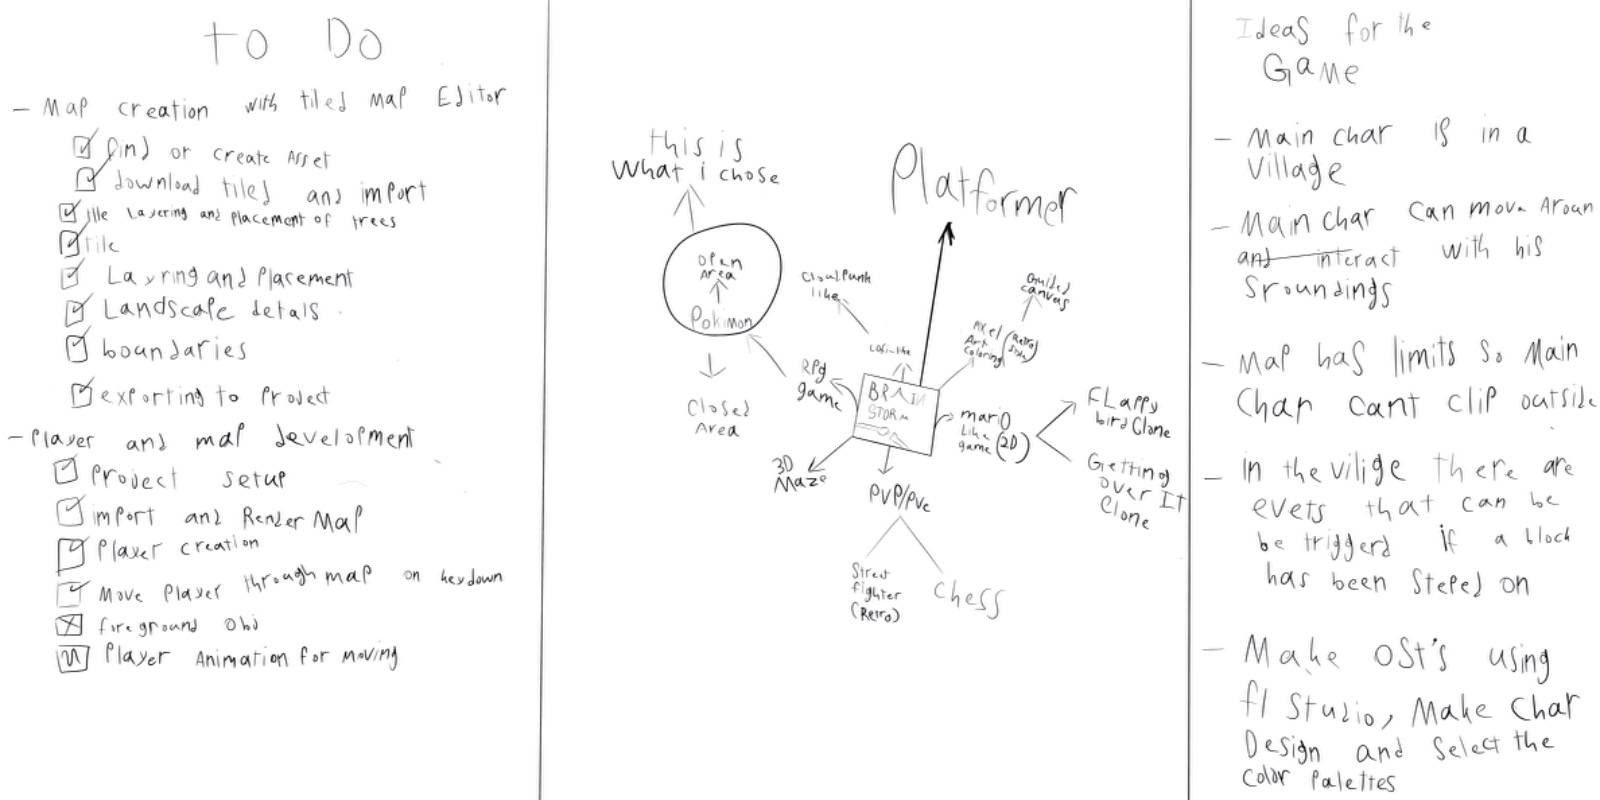 TO DO
- Map creation with tiled Map Editor
find or create Asset
download tiled and import
tile Layering and placement of trees
tile
Layring and Placement
Landscape detals
boundaries
exporting to Project
- Player and map development
Project setup
import and Render Map
Player creation
Move Player through map on keydown
foreground Obj
Player Animation for moving
this is
What i chose
open
Area
Pokimon
Closed
Area
RPG
game
CloudPunk
like
Lofi-like
Platformer
Guided
canvas
Pixel (Retro
Art Style)
Coloring
BRAIN
STORM
mario
Like
game (2D)
FLappy
bird Clone
Getting
Over It
Clone
3D
Maze
PVP/PVe
Street
fighter
(Retro)
chess
Ideas for the
GaMe
- Main char is in a
Village
- Main char can move Aroun
and interact with his
Sroundings
- Map has limits so Main
Char cant clip outside
- in the vilige there are
evets that can be
be triggerd if a block
has been steped on
- Make OSt's using
fl Studio, Make Char
Design and Select the
color Palettes